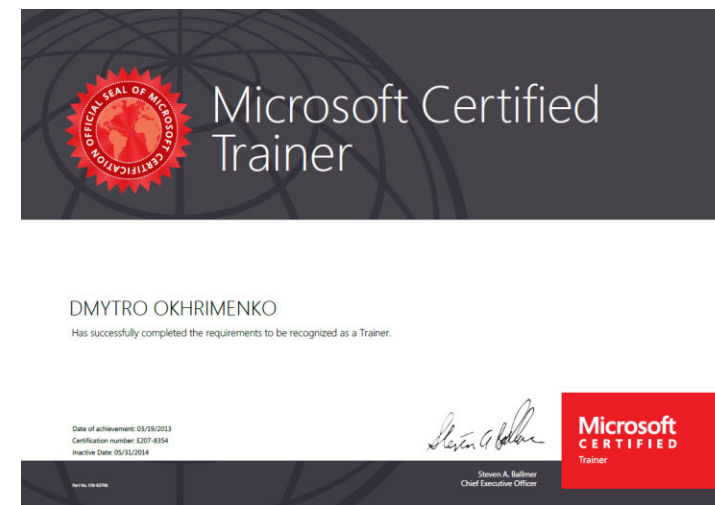 OFFICIAL SEAL OF MICROSOFT CERTIFICATION
Microsoft Certified
Trainer
DMYTRO OKHRIMENKO
Has successfully completed the requirements to be recognized as a Trainer.
Date of achievement: 03/19/2013
Certification number: E207-8354
Inactive Date: 05/31/2014
Steven A Ballmer
Microsoft
CERTIFIED
Trainer
Steven A. Ballmer
Chief Executive Officer